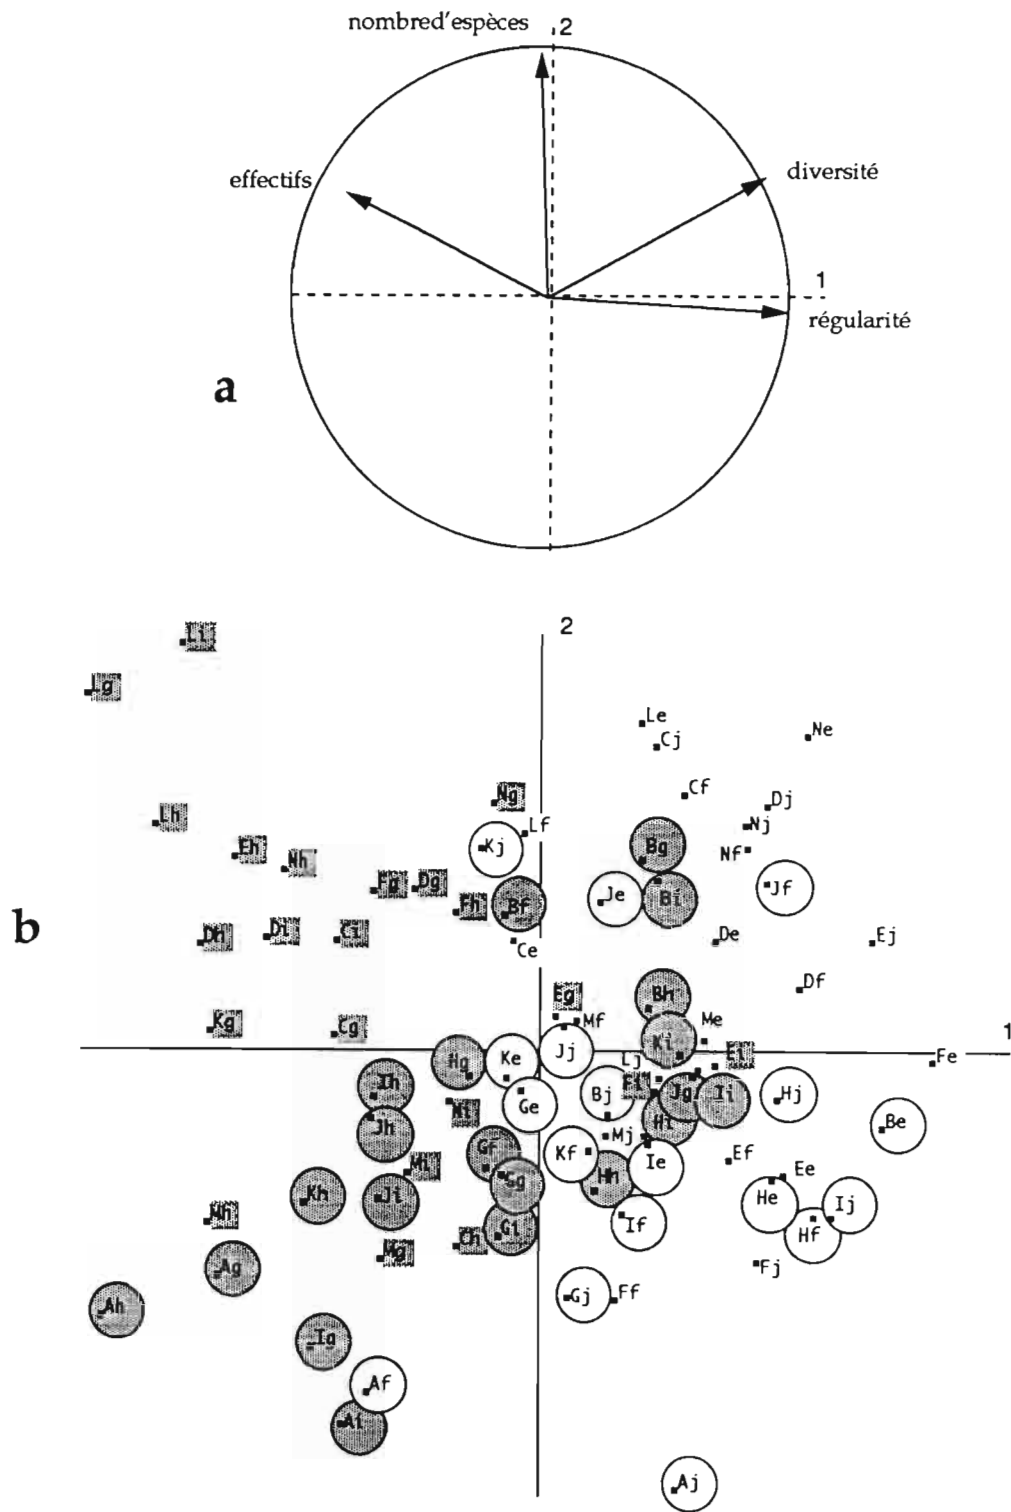 nombred'espèces
2
effectifs
diversité
1
régularité
a
2
Li
Lg
Le
Ne
Cj
Ng
Cf
Dj
Lh
Lf
Nj
Eh
Kj
Bg
Nf
Nh
Fg
Dg
Je
Bi
Jf
b
Fh
Bf
Dh
Di
Ci
Ce
De
Ej
Eg
Bh
Df
Kg
Cg
Mf
Me
1
Hg
Ke
Jj
Ki
Lj
Ei
Fe
Ih
Ge
Bj
Jg
Ii
Hj
Ni
Hi
Be
Jh
Gf
Mj
Kf
Ie
Ef
Mi
Gg
Hh
Ee
Kh
Ji
He
Ij
Mh
Gi
If
Hf
Mg
Ch
Ag
Fj
Ah
Gj
Ff
Ig
Af
Ai
Aj